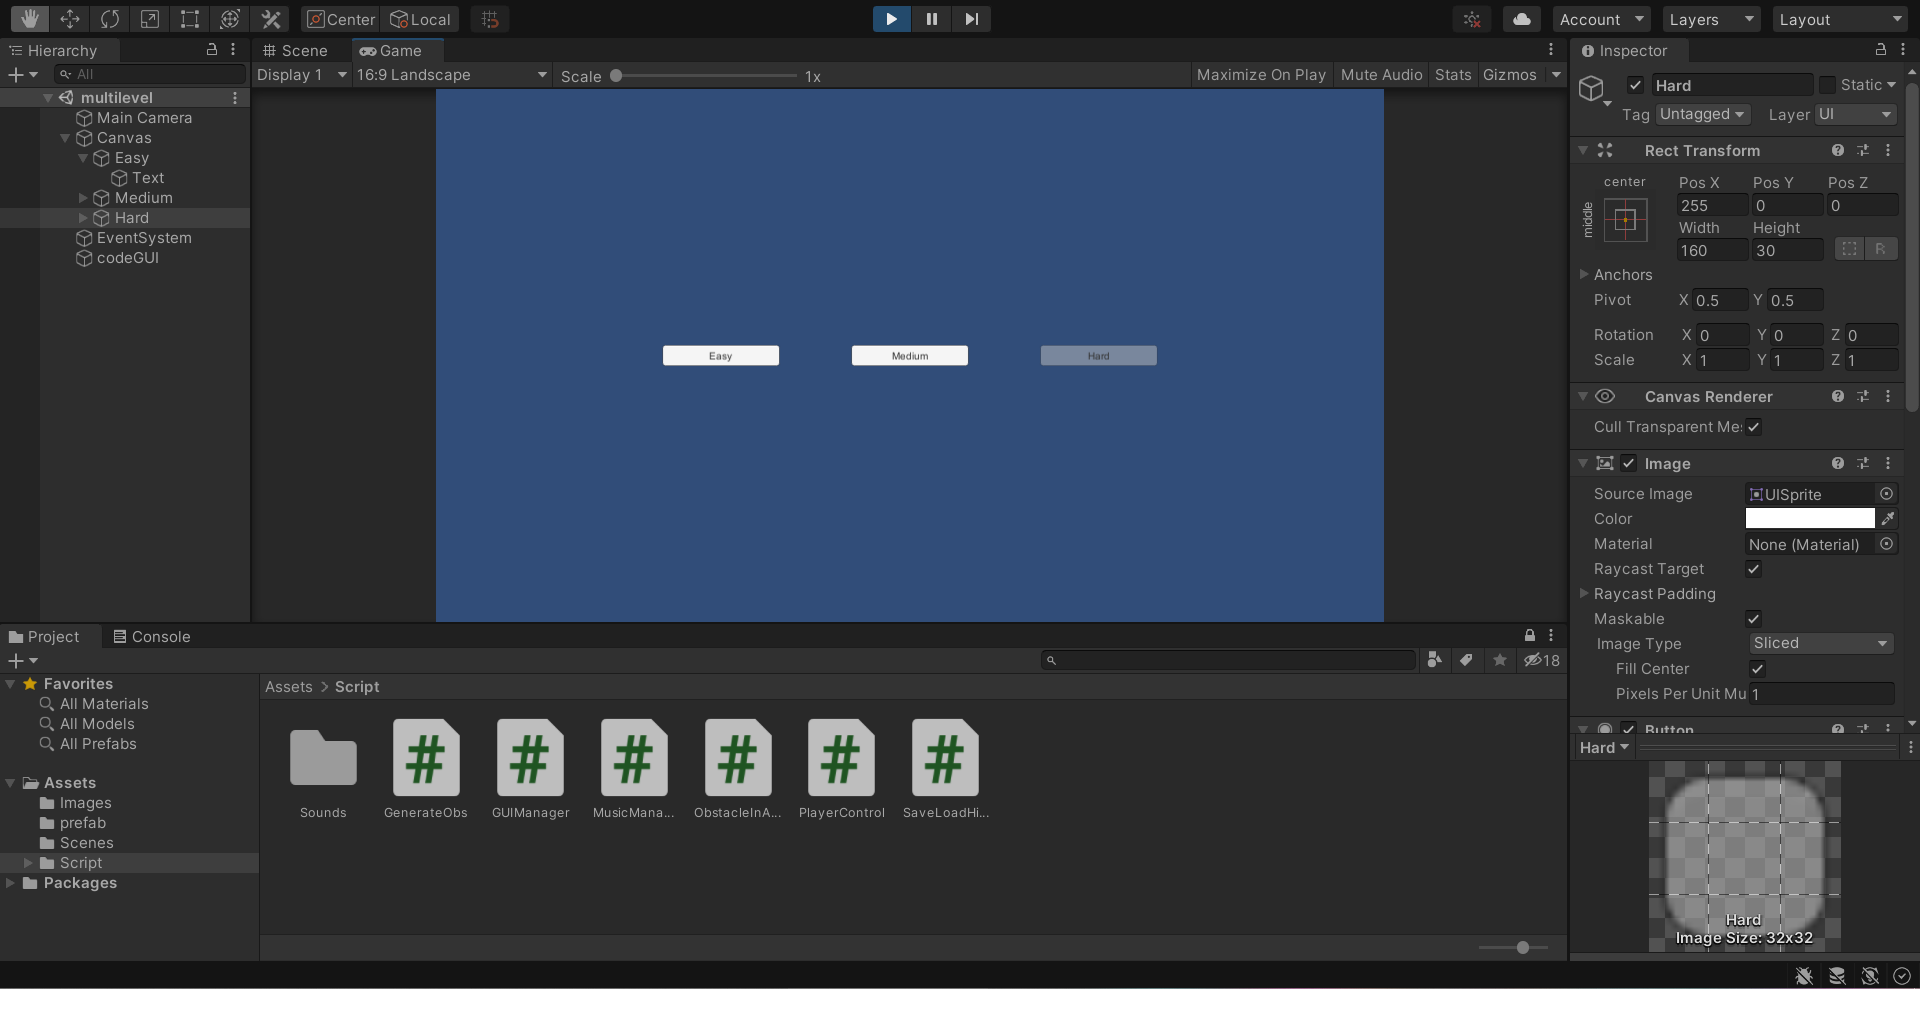 Center
Local
Account
Layers
Layout
Hierarchy
All
multilevel
Main Camera
Canvas
Easy
Text
Medium
Hard
EventSystem
codeGUI
Scene
Game
Display 1
16:9 Landscape
Scale
1x
Maximize On Play
Mute Audio
Stats
Gizmos
Easy
Medium
Hard
Inspector
Hard
Static
Tag Untagged
Layer UI
Rect Transform
center
middle
Pos X Pos Y Pos Z
255 0 0
Width Height
160 30
R
Anchors
Pivot X 0.5 Y 0.5
Rotation X 0 Y 0 Z 0
Scale X 1 Y 1 Z 1
Canvas Renderer
Cull Transparent Me
Image
Source Image UISprite
Color
Material None (Material)
Raycast Target
Raycast Padding
Maskable
Image Type Sliced
Fill Center
Pixels Per Unit Mu 1
Button
Hard
Hard
Image Size: 32x32
Project
Console
18
Favorites
All Materials
All Models
All Prefabs
Assets
Images
prefab
Scenes
Script
Packages
Assets > Script
Sounds
GenerateObs
GUIManager
MusicMana...
ObstacleInA...
PlayerControl
SaveLoadHi...